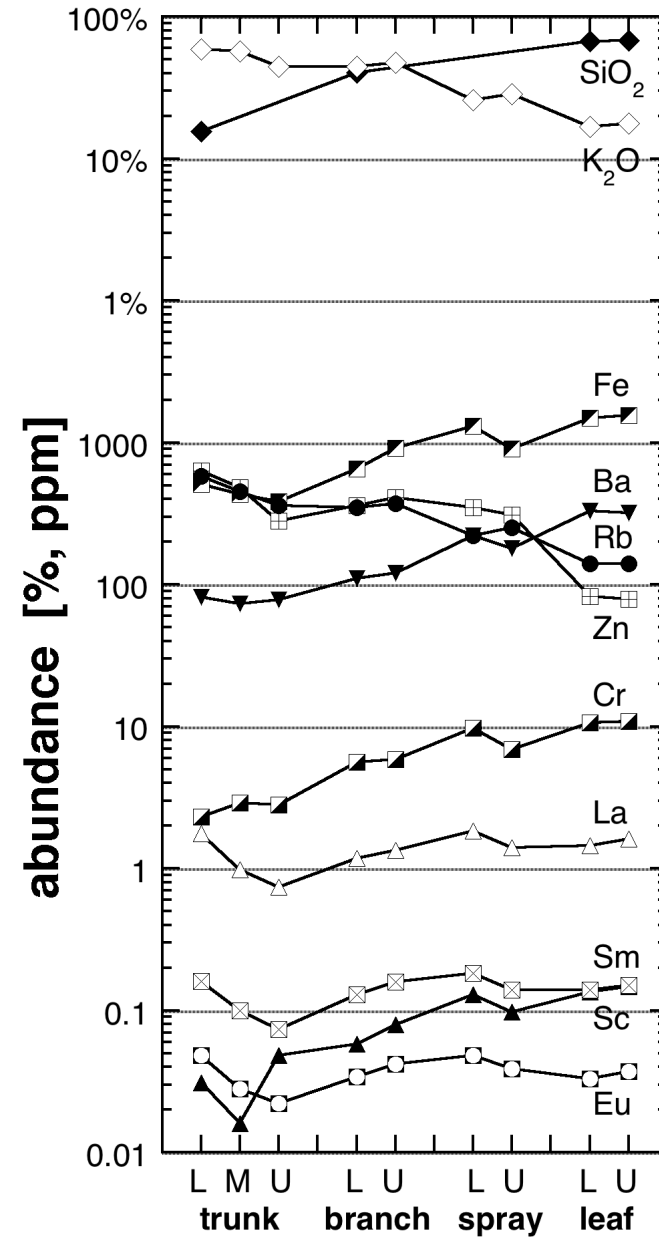 100%
SiO2
K2O
10%
1%
Fe
1000
Ba
Rb
100
Zn
Cr
10
La
1
Sm
0.1
Sc
Eu
0.01
abundance [%, ppm]
L M U L U L U L U
trunk branch spray leaf